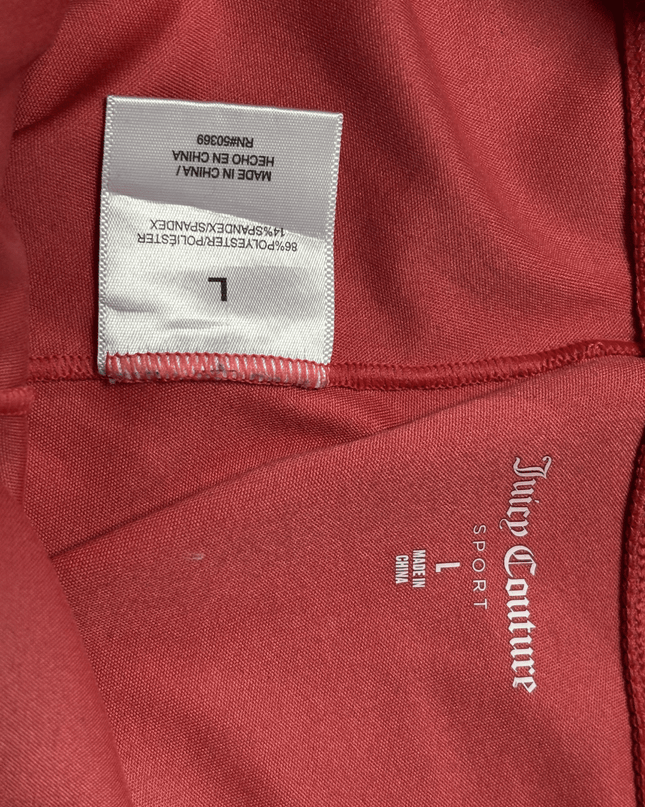 L
86%POLYESTER/POLIÉSTER
14%SPANDEX/SPANDEX
MADE IN CHINA /
HECHO EN CHINA
RN#50369
Juicy Couture
SPORT
L
MADE IN
CHINA